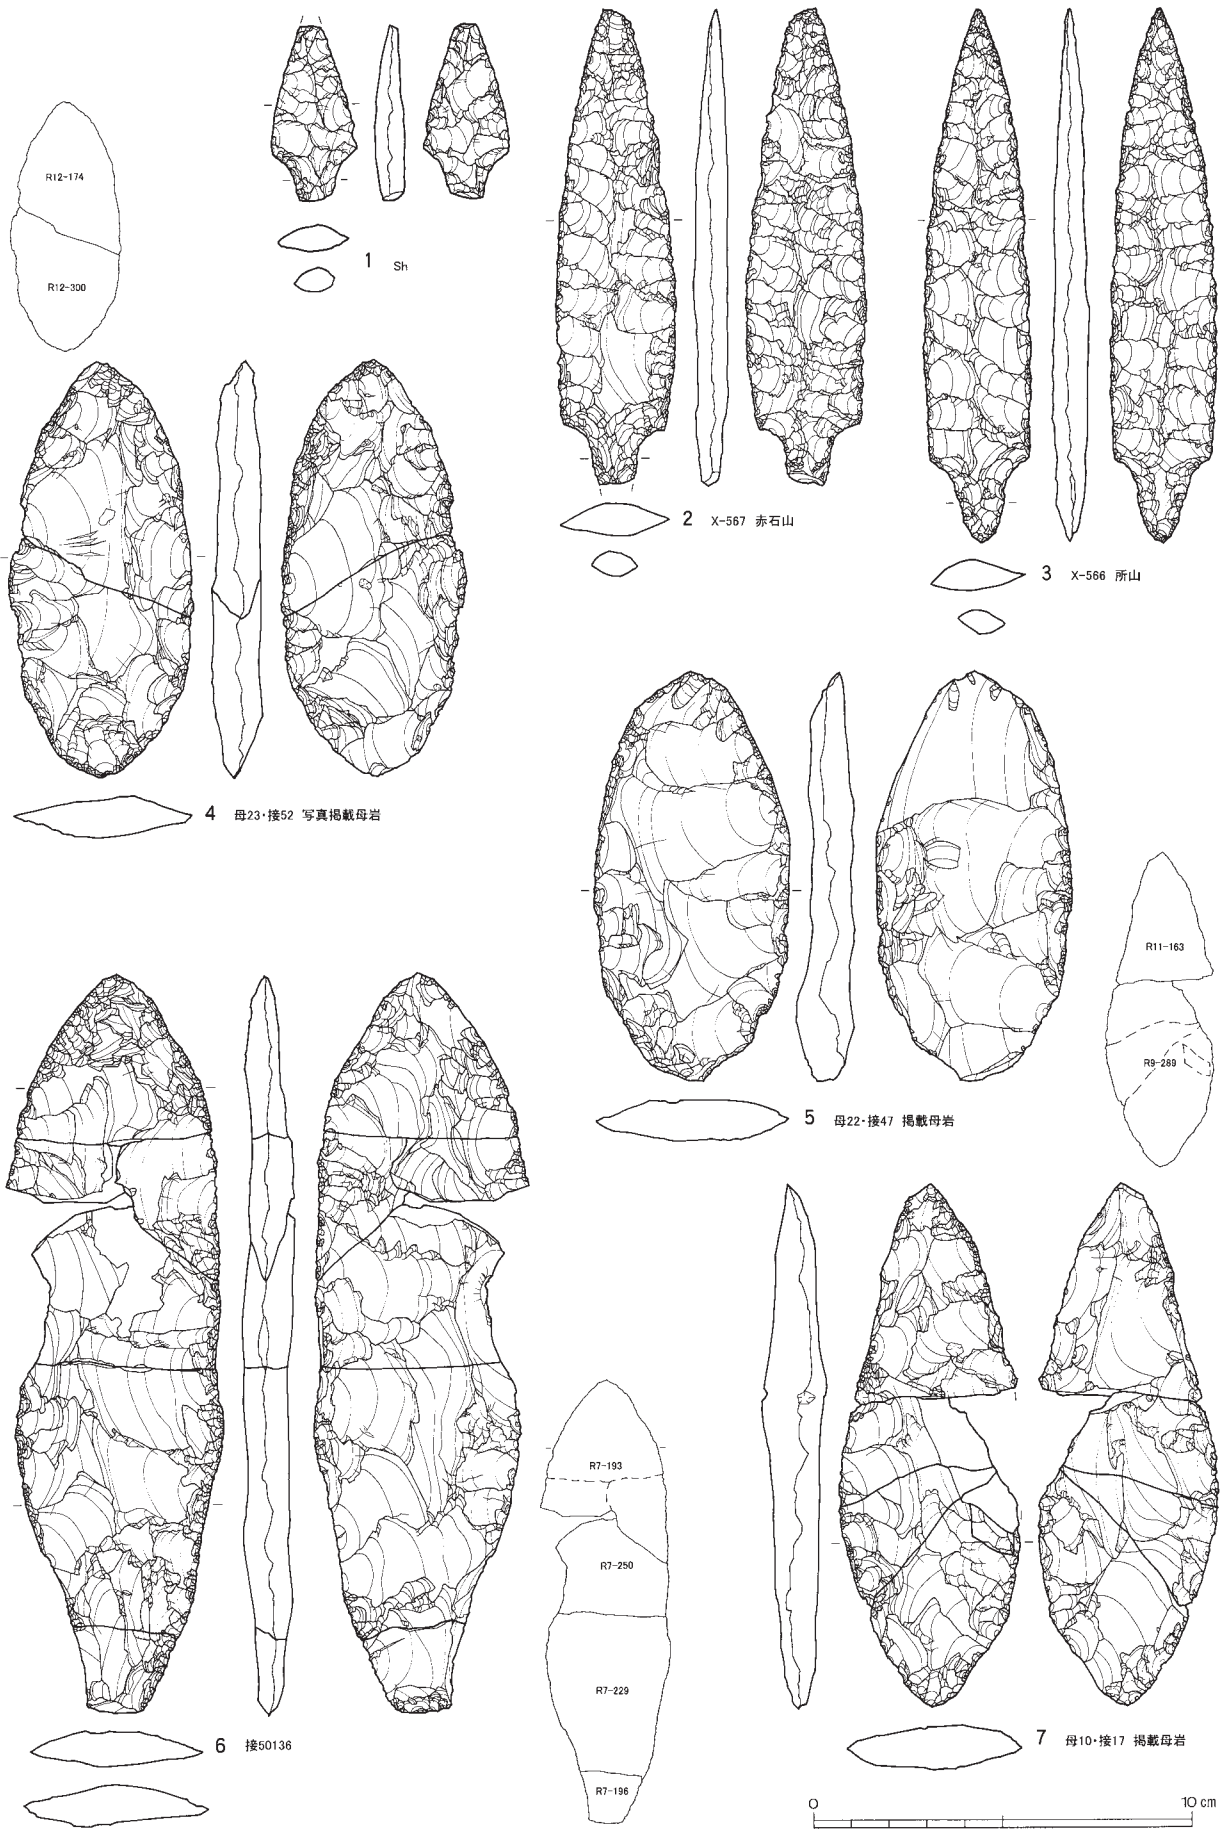 R12-174
R12-300
1 Sh
2 X-567 赤石山
3 X-566 所山
4 母23・接52 写真掲載母岩
R11-163
R9-289
5 母22・接47 掲載母岩
R7-193
R7-250
R7-229
R7-196
6 接50136
7 母10・接17 掲載母岩
0 10cm